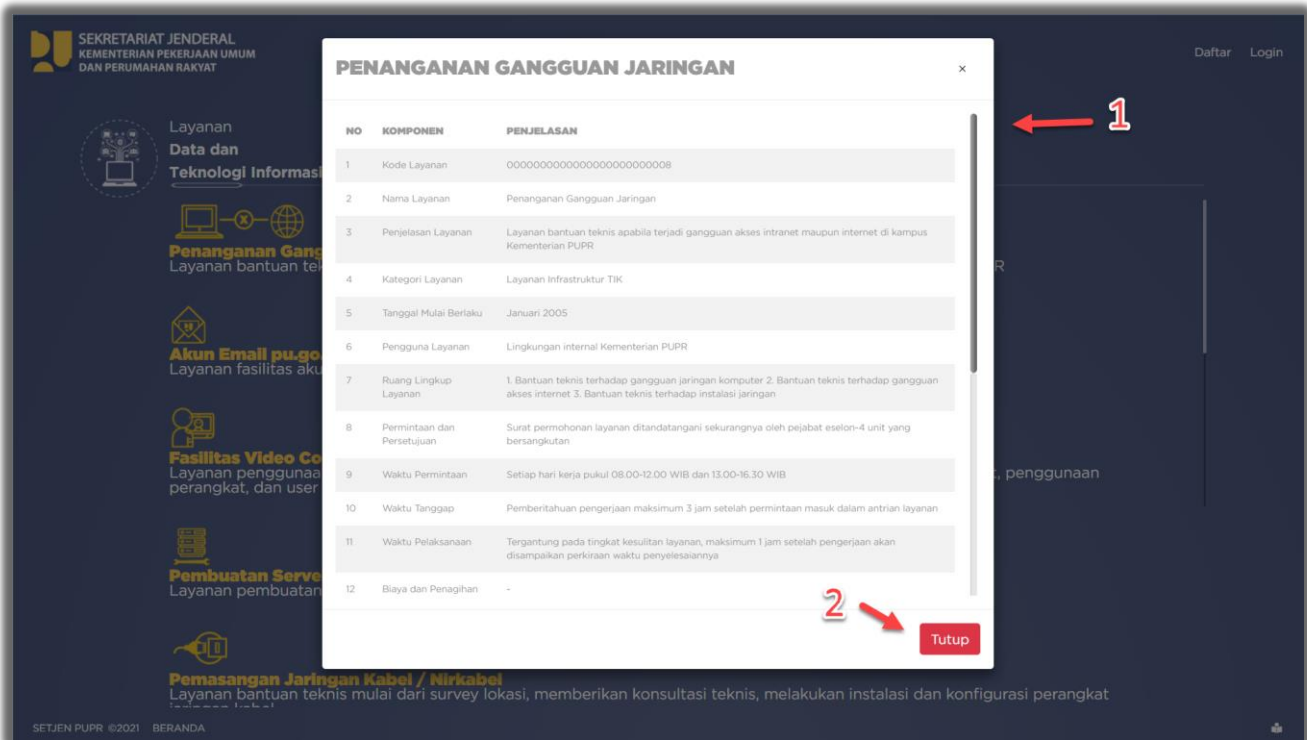 SEKRETARIAT JENDERAL
KEMENTERIAN PEKERJAAN UMUM
DAN PERUMAHAN RAKYAT
Daftar Login
PENANGANAN GANGGUAN JARINGAN
×
1
Layanan
Data dan
Teknologi Informasi
NO KOMPONEN PENJELASAN
1 Kode Layanan 0000000000000000000000008
2 Nama Layanan Penanganan Gangguan Jaringan
3 Penjelasan Layanan Layanan bantuan teknis apabila terjadi gangguan akses intranet maupun internet di kampus
Kementerian PUPR
4 Kategori Layanan Layanan Infrastruktur TIK
5 Tanggal Mulai Berlaku Januari 2005
6 Pengguna Layanan Lingkungan internal Kementerian PUPR
7 Ruang Lingkup
Layanan
1. Bantuan teknis terhadap gangguan jaringan komputer 2. Bantuan teknis terhadap gangguan
akses internet 3. Bantuan teknis terhadap instalasi jaringan
8 Permintaan dan
Persetujuan
Surat permohonan layanan ditandatangani sekurangnya oleh pejabat eselon-4 unit yang
bersangkutan
9 Waktu Permintaan Setiap hari kerja pukul 08.00-12.00 WIB dan 13.00-16.30 WIB
10 Waktu Tanggap Pemberitahuan pengerjaan maksimum 3 jam setelah permintaan masuk dalam antrian layanan
11 Waktu Pelaksanaan Tergantung pada tingkat kesulitan layanan, maksimum 1 jam setelah pengerjaan akan
disampaikan perkiraan waktu penyelesaiannya
12 Biaya dan Penagihan -
2
Tutup
Penanganan Gang
Layanan bantuan tek
R
Akun Email pu.go.
Layanan fasilitas aku
Fasilitas Video Co
Layanan penggunaa
, penggunaan
perangkat, dan user
Pembuatan Serve
Layanan pembuatan
Pemasangan Jaringan Kabel / Nirkabel
Layanan bantuan teknis mulai dari survey lokasi, memberikan konsultasi teknis, melakukan instalasi dan konfigurasi perangkat
SETJEN PUPR ©2021 BERANDA